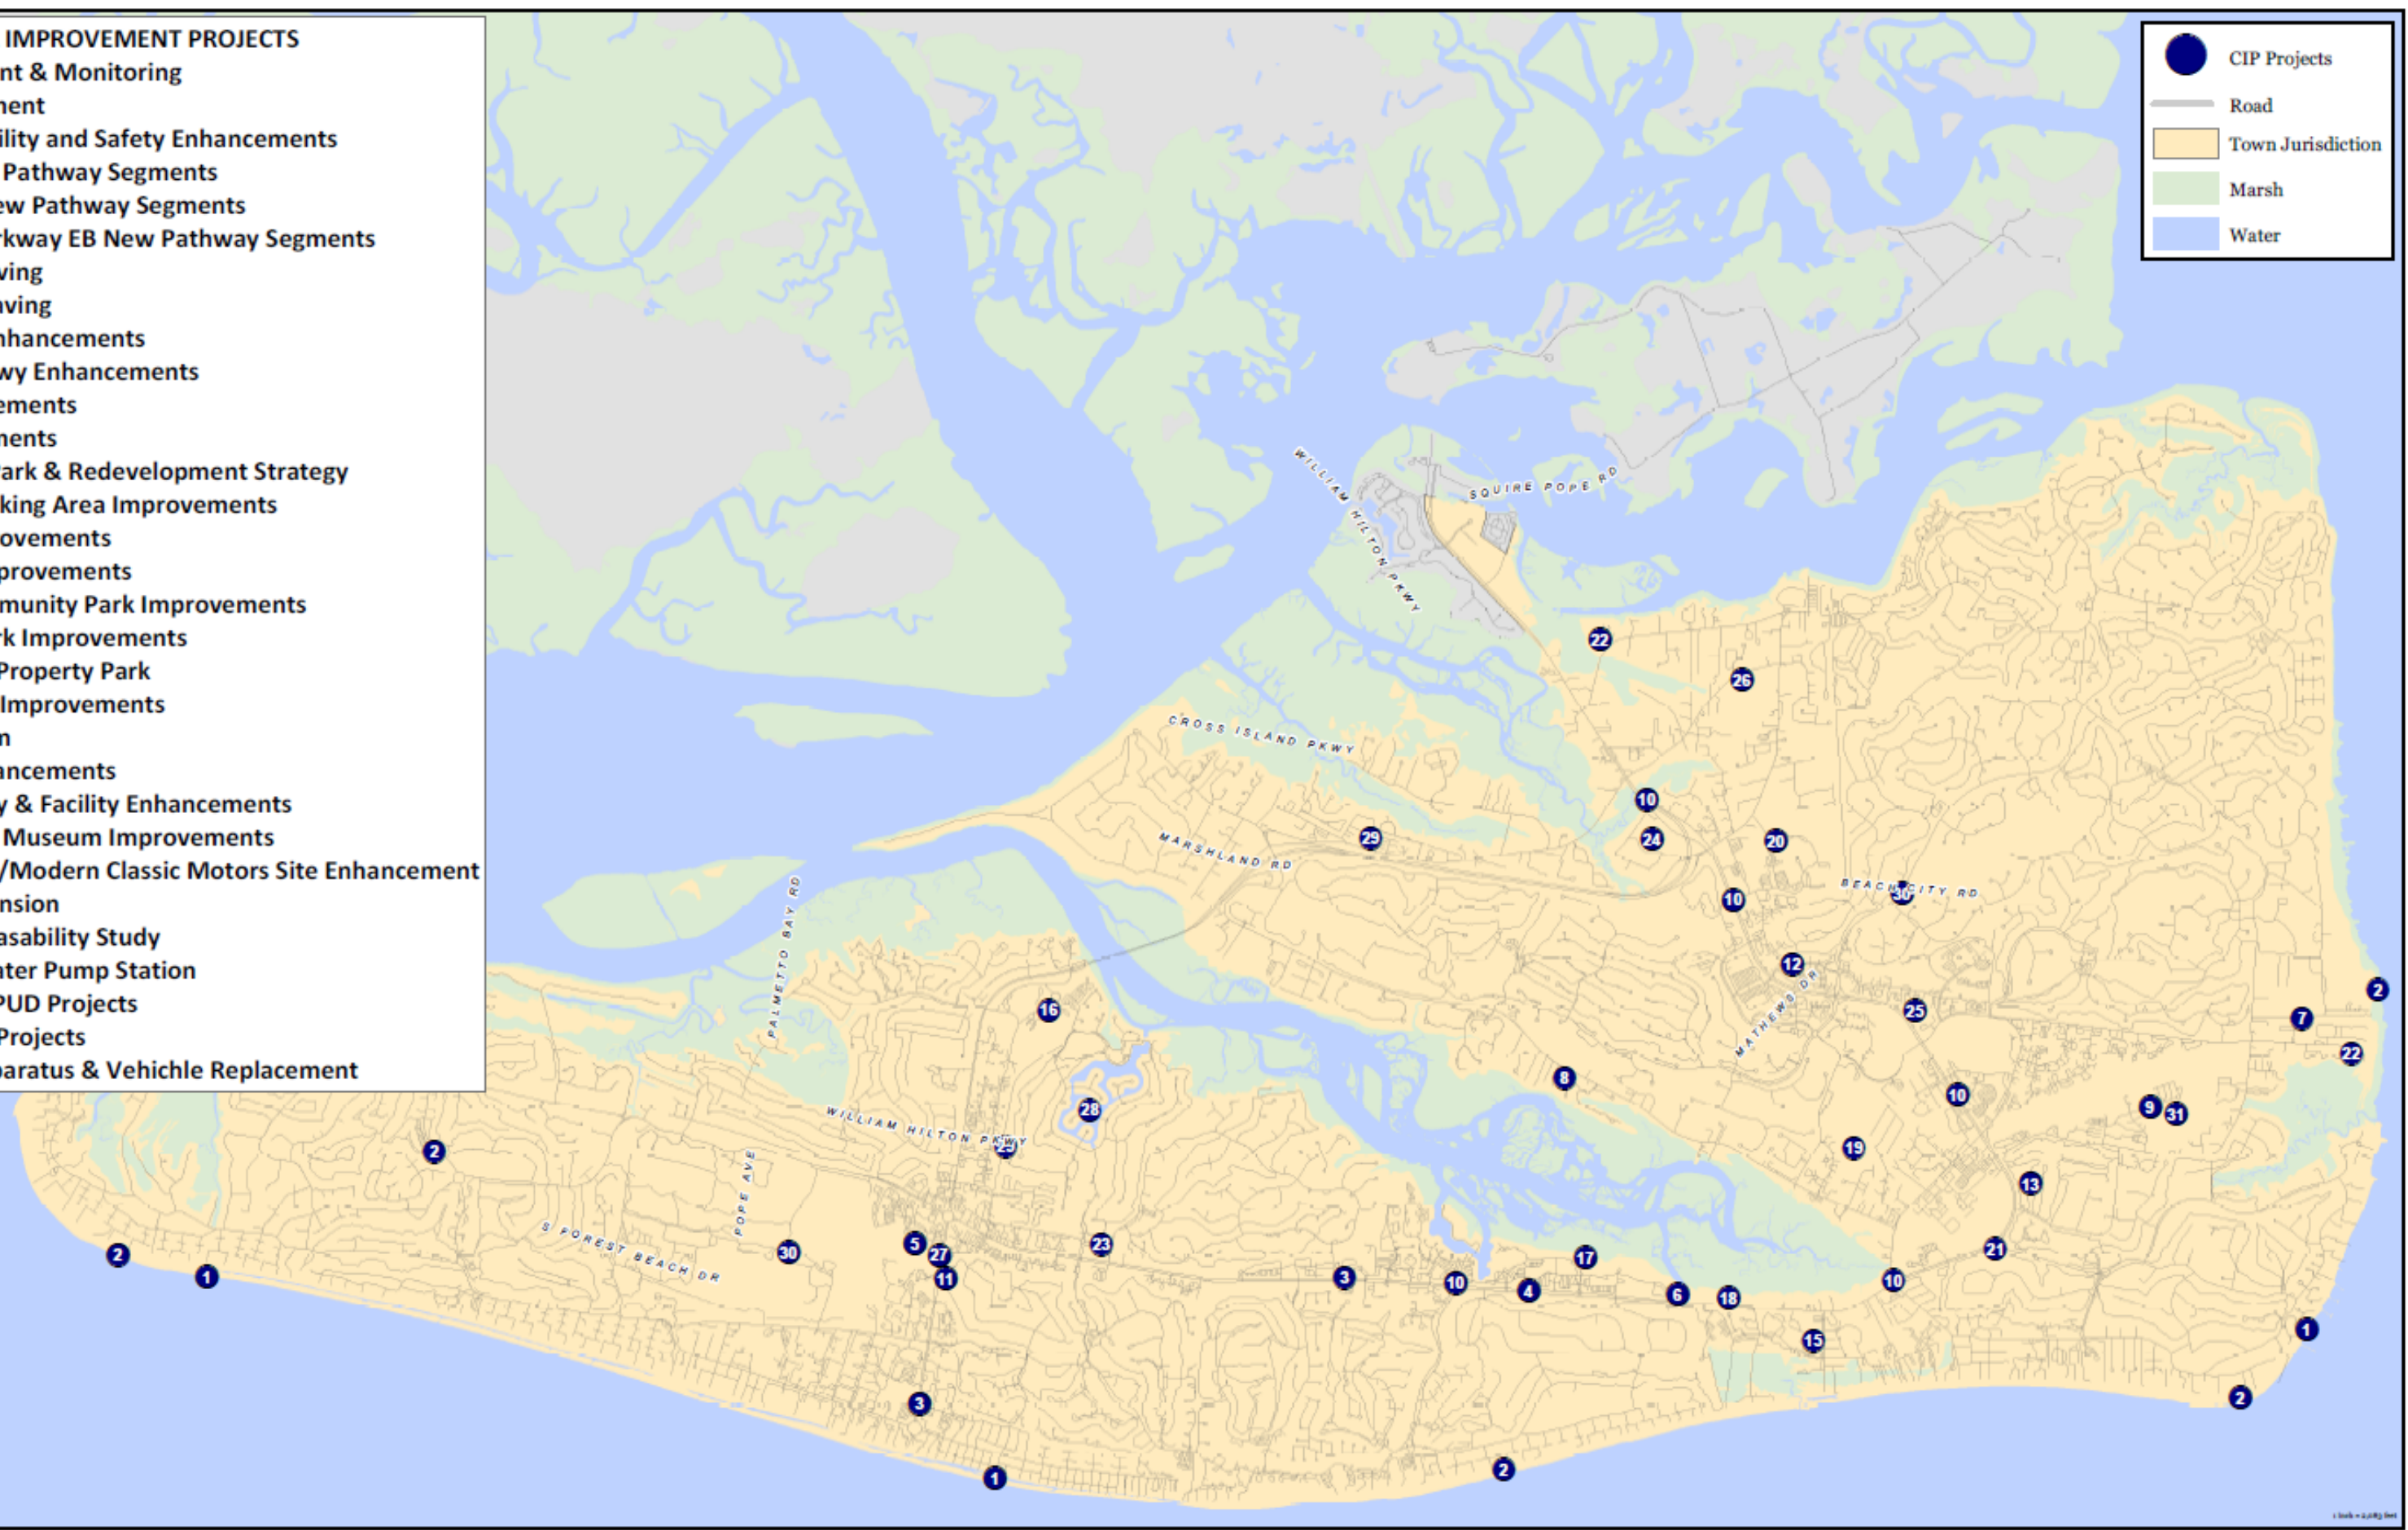 IMPROVEMENT PROJECTS
nt & Monitoring
nent
ility and Safety Enhancements
Pathway Segments
ew Pathway Segments
rkway EB New Pathway Segments
ving
aving
nhancements
wy Enhancements
ements
nents
Park & Redevelopment Strategy
king Area Improvements
ovements
provements
munity Park Improvements
rk Improvements
Property Park
Improvements
n
ancements
y & Facility Enhancements
Museum Improvements
/Modern Classic Motors Site Enhancement
nsion
asability Study
ater Pump Station
PUD Projects
Projects
paratus & Vehichle Replacement
CIP Projects
Road
Town Jurisdiction
Marsh
Water
WILLIAM HILTON PKWY
SQUIRE POPE RD
22
26
CROSS ISLAND PKWY
10
29
24
20
MARSHLAND RD
BEACH CITY RD
30
10
PALMETTO BAY RD
12
MATHEWS DR
2
16
25
7
22
8
28
10
9
31
WILLIAM HILTON PKWY
2
19
POPE AVE
13
S FOREST BEACH DR
2
1
30
5
27
11
23
3
10
4
17
6
18
21
10
15
1
3
2
1
2